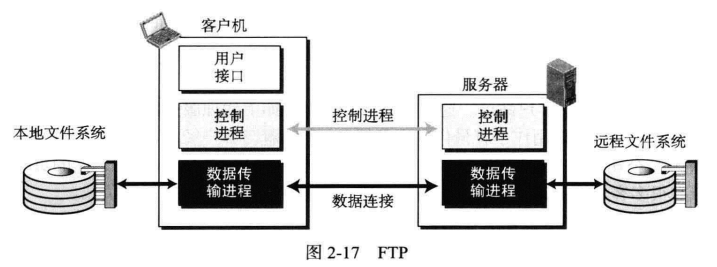 客户机
用户
接口
服务器
控制
进程
控制进程
控制
进程
本地文件系统
远程文件系统
数据传
输进程
数据连接
数据传
输进程
图 2-17 FTP